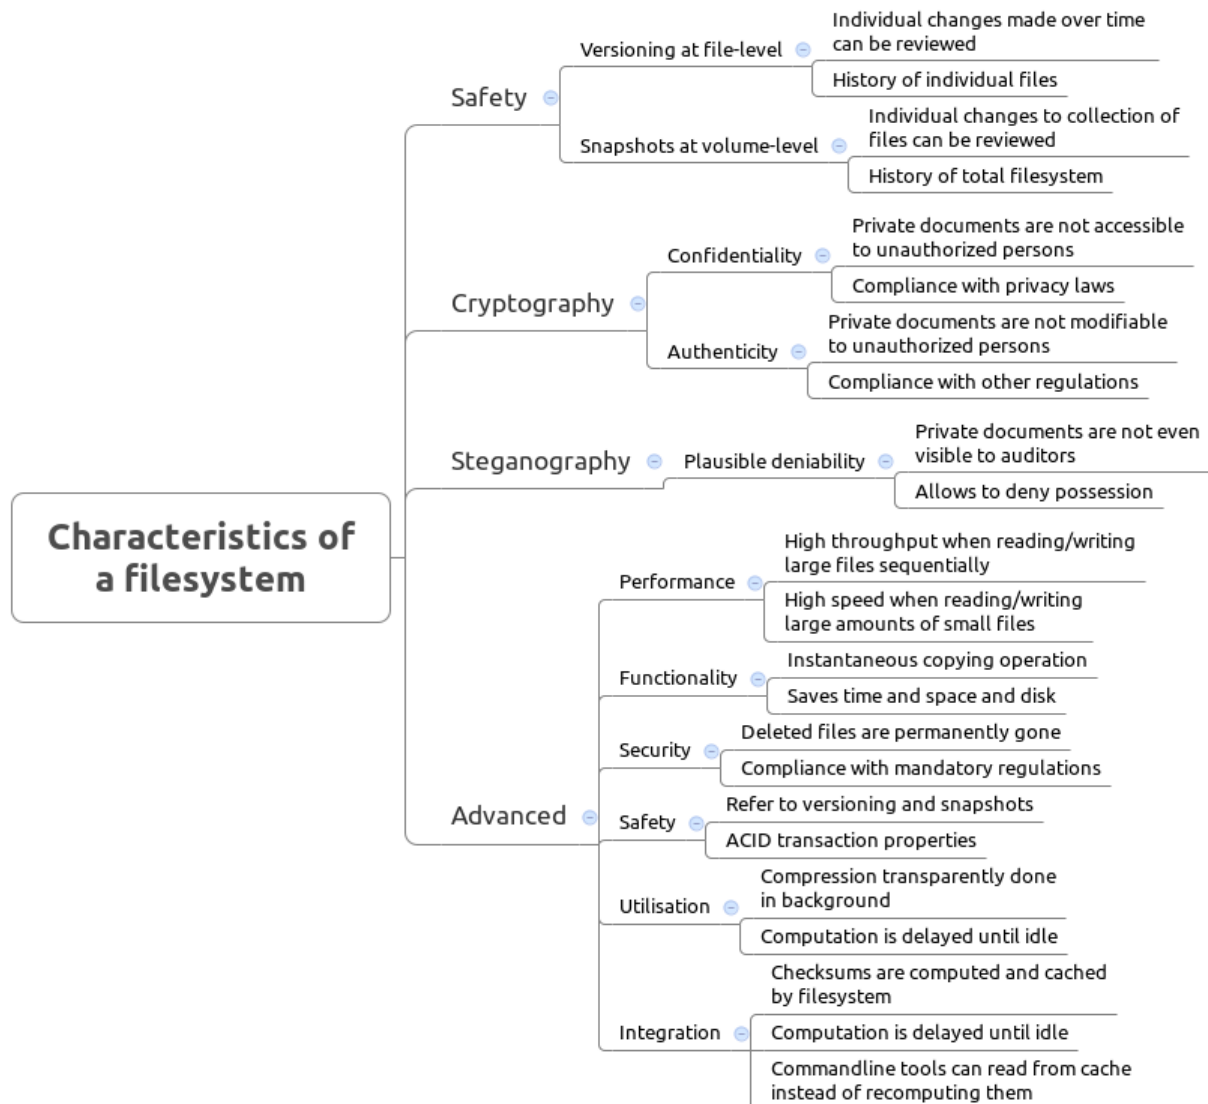 Characteristics of
a filesystem
Safety
Versioning at file-level
Individual changes made over time
can be reviewed
History of individual files
Snapshots at volume-level
Individual changes to collection of
files can be reviewed
History of total filesystem
Cryptography
Confidentiality
Private documents are not accessible
to unauthorized persons
Compliance with privacy laws
Authenticity
Private documents are not modifiable
to unauthorized persons
Compliance with other regulations
Steganography
Plausible deniability
Private documents are not even
visible to auditors
Allows to deny possession
Advanced
Performance
High throughput when reading/writing
large files sequentially
High speed when reading/writing
large amounts of small files
Functionality
Instantaneous copying operation
Saves time and space and disk
Security
Deleted files are permanently gone
Compliance with mandatory regulations
Safety
Refer to versioning and snapshots
ACID transaction properties
Utilisation
Compression transparently done
in background
Computation is delayed until idle
Integration
Checksums are computed and cached
by filesystem
Computation is delayed until idle
Commandline tools can read from cache
instead of recomputing them